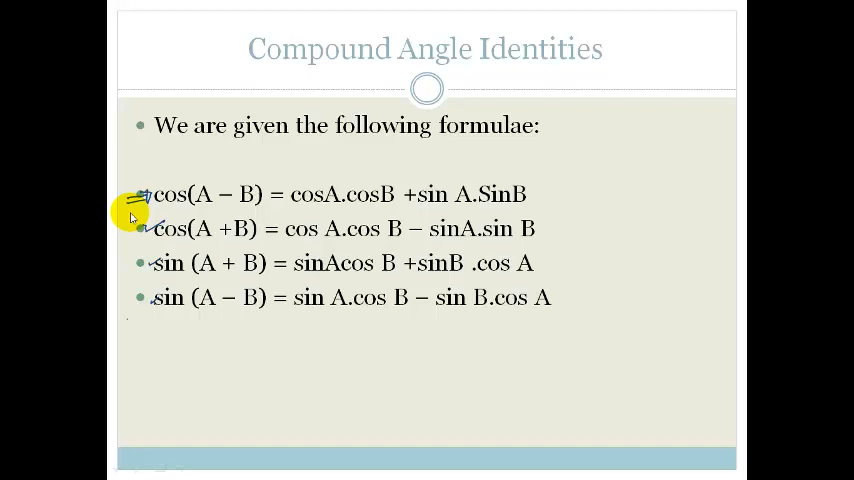 Compound Angle Identities
• We are given the following formulae:
• cos(A – B) = cosA.cosB +sin A.SinB
• cos(A +B) = cos A.cos B – sinA.sin B
• sin (A + B) = sinAcos B +sinB .cos A
• sin (A – B) = sin A.cos B – sin B.cos A